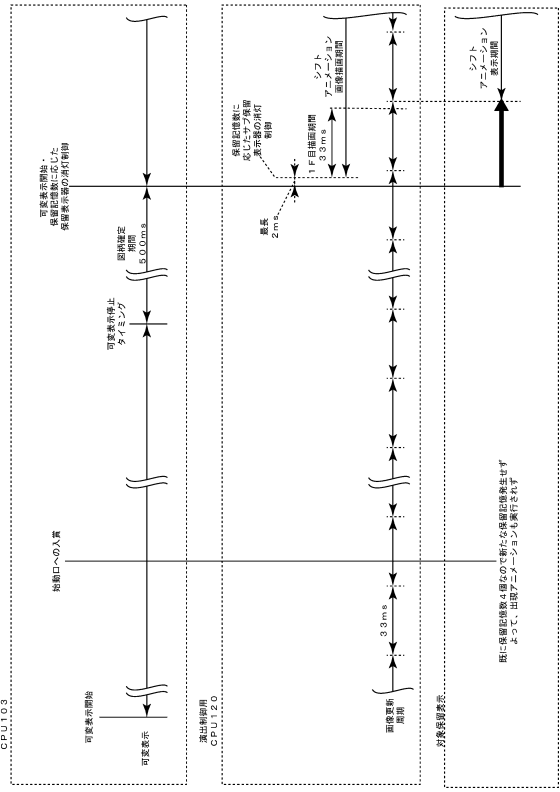 CPU103
可変表示開始
可変表示
始動口への入賞
可変表示停止
タイミング
図柄確定
期間
500ms
可変表示開始・
保留記憶数に応じた
保留表示器の消灯制御
演出制御用
CPU120
画像更新
周期
33ms
最長
2ms
保留記憶数に
応じたサブ保留
表示器の消灯
制御
1F目描画期間
33ms
シフト
アニメーション
画像描画期間
対象保留表示
既に保留記憶数4個なので新たな保留記憶発生せず
よって、出現アニメーションも実行されず
シフト
アニメーション
表示期間